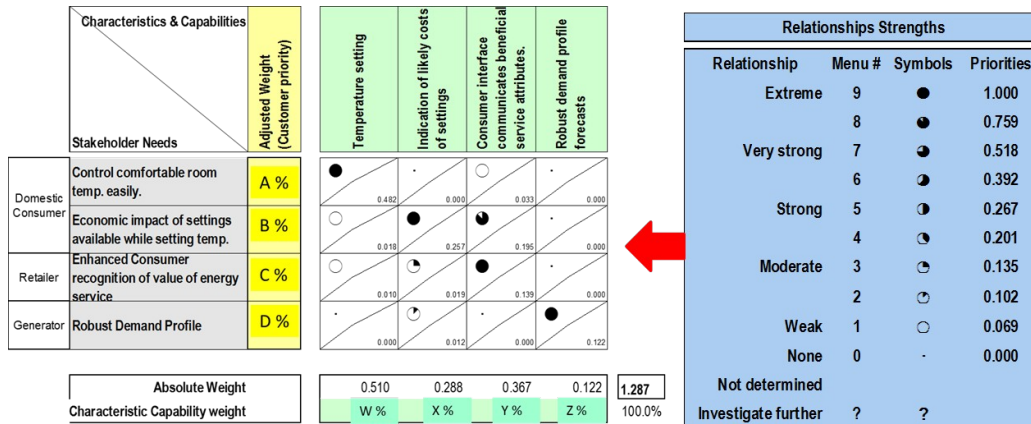 Characteristics & Capabilities
Stakeholder Needs
Adjusted Weight
(Customer priority)
Temperature setting
Indication of likely costs
of settings
Consumer interface
communicates beneficial
service attributes.
Robust demand profile
forecasts
Domestic
Consumer
Control comfortable room
temp. easily.
A %
0.482 0.000 0.033 0.000
Economic impact of settings
available while setting temp.
B %
0.018 0.257 0.195 0.000
Retailer
Enhanced Consumer
recognition of value of energy
service
C %
0.010 0.019 0.139 0.000
Generator
Robust Demand Profile
D %
0.000 0.012 0.000 0.122
Absolute Weight 0.510 0.288 0.367 0.122 1.287
Characteristic Capability weight W % X % Y % Z % 100.0%
Relationships Strengths
Relationship Menu # Symbols Priorities
Extreme 9 1.000
8 0.759
Very strong 7 0.518
6 0.392
Strong 5 0.267
4 0.201
Moderate 3 0.135
2 0.102
Weak 1 0.069
None 0 · 0.000
Not determined
Investigate further ? ?